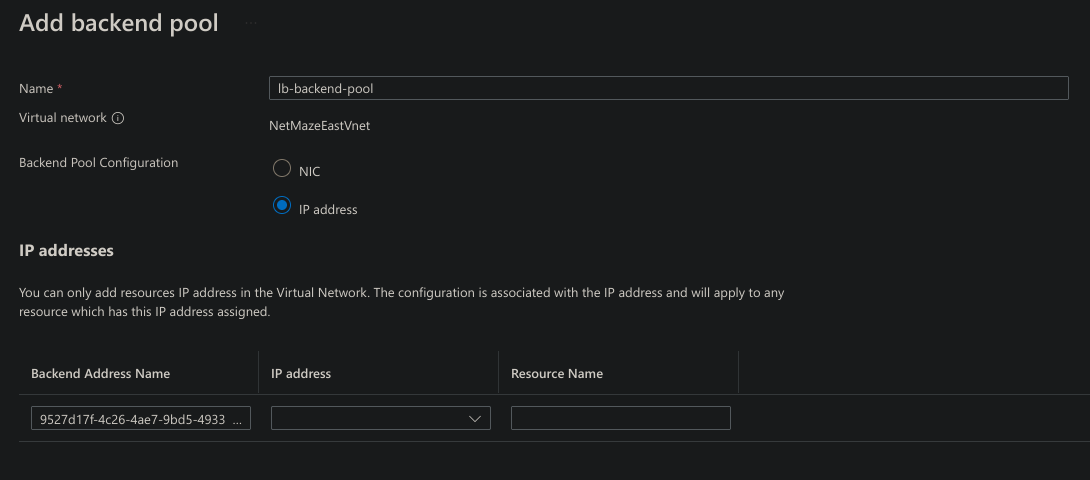 Add backend pool ...
Name *
lb-backend-pool
Virtual network
NetMazeEastVnet
Backend Pool Configuration
NIC
IP address
IP addresses
You can only add resources IP address in the Virtual Network. The configuration is associated with the IP address and will apply to any
resource which has this IP address assigned.
Backend Address Name
IP address
Resource Name
9527d17f-4c26-4ae7-9bd5-4933 ...